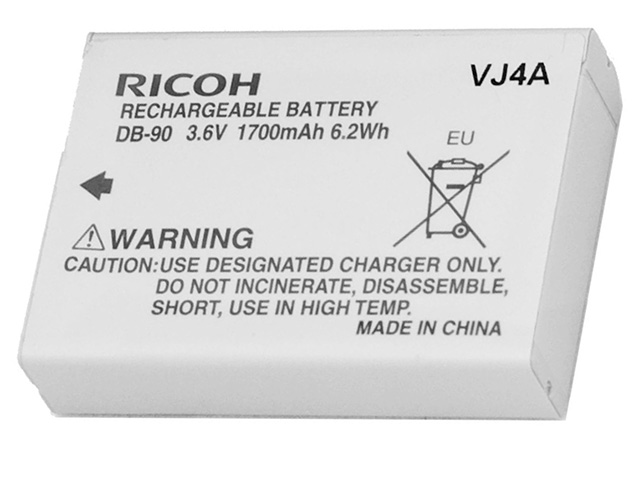 RICOH
VJ4A
RECHARGEABLE BATTERY
DB-90 3.6V 1700mAh 6.2Wh
EU
WARNING
CAUTION:USE DESIGNATED CHARGER ONLY.
DO NOT INCINERATE, DISASSEMBLE,
SHORT, USE IN HIGH TEMP.
MADE IN CHINA